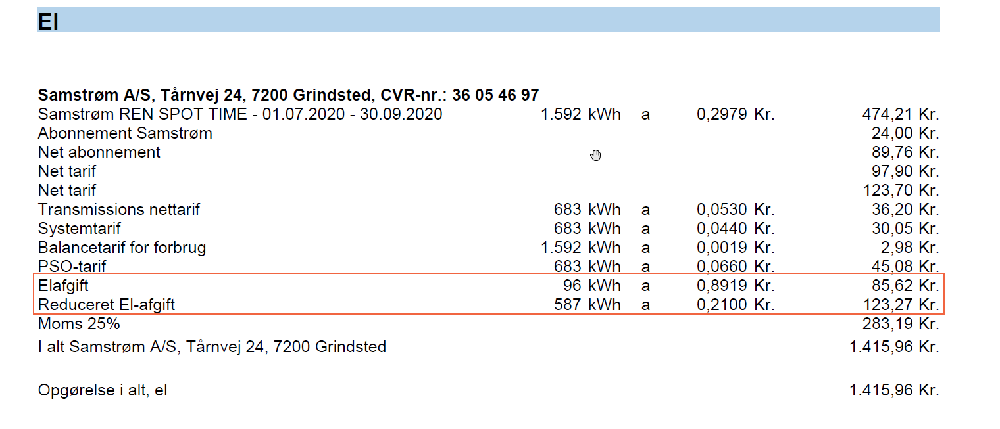 El
Samstrøm A/S, Tårnvej 24, 7200 Grindsted, CVR-nr.: 36 05 46 97
Samstrøm REN SPOT TIME - 01.07.2020 - 30.09.2020 1.592 kWh a 0,2979 Kr. 474,21 Kr.
Abonnement Samstrøm 24,00 Kr.
Net abonnement 89,76 Kr.
Net tarif 97,90 Kr.
Net tarif 123,70 Kr.
Transmissions nettarif 683 kWh a 0,0530 Kr. 36,20 Kr.
Systemtarif 683 kWh a 0,0440 Kr. 30,05 Kr.
Balancetarif for forbrug 1.592 kWh a 0,0019 Kr. 2,98 Kr.
PSO-tarif 683 kWh a 0,0660 Kr. 45,08 Kr.
Elafgift 96 kWh a 0,8919 Kr. 85,62 Kr.
Reduceret El-afgift 587 kWh a 0,2100 Kr. 123,27 Kr.
Moms 25% 283,19 Kr.
I alt Samstrøm A/S, Tårnvej 24, 7200 Grindsted 1.415,96 Kr.
Opgørelse i alt, el 1.415,96 Kr.